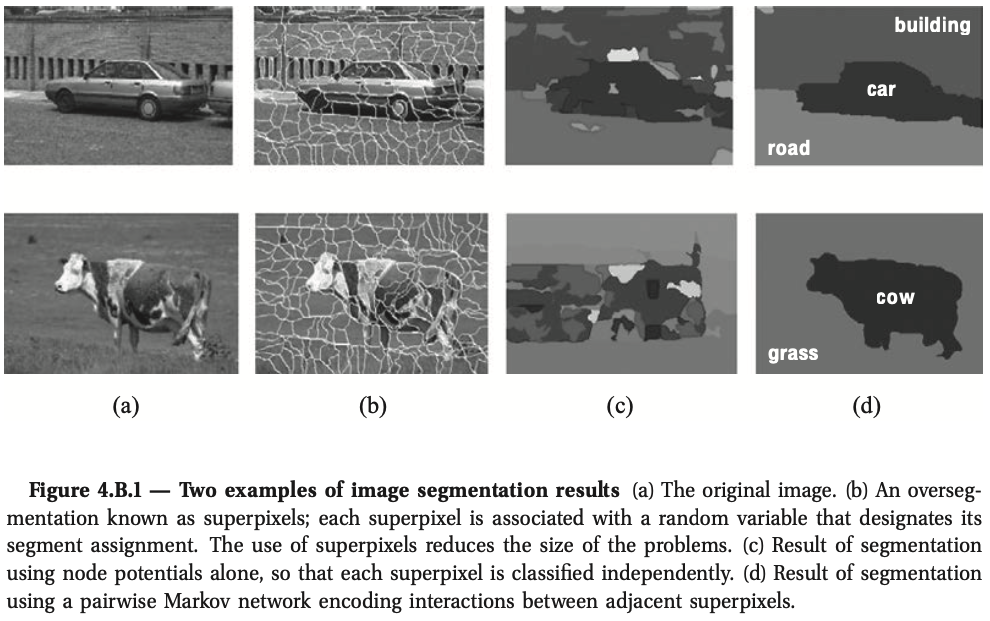 building
car
road
cow
grass
(a) (b) (c) (d)
Figure 4.B.1 — Two examples of image segmentation results (a) The original image. (b) An overseg-
mentation known as superpixels; each superpixel is associated with a random variable that designates its
segment assignment. The use of superpixels reduces the size of the problems. (c) Result of segmentation
using node potentials alone, so that each superpixel is classified independently. (d) Result of segmentation
using a pairwise Markov network encoding interactions between adjacent superpixels.